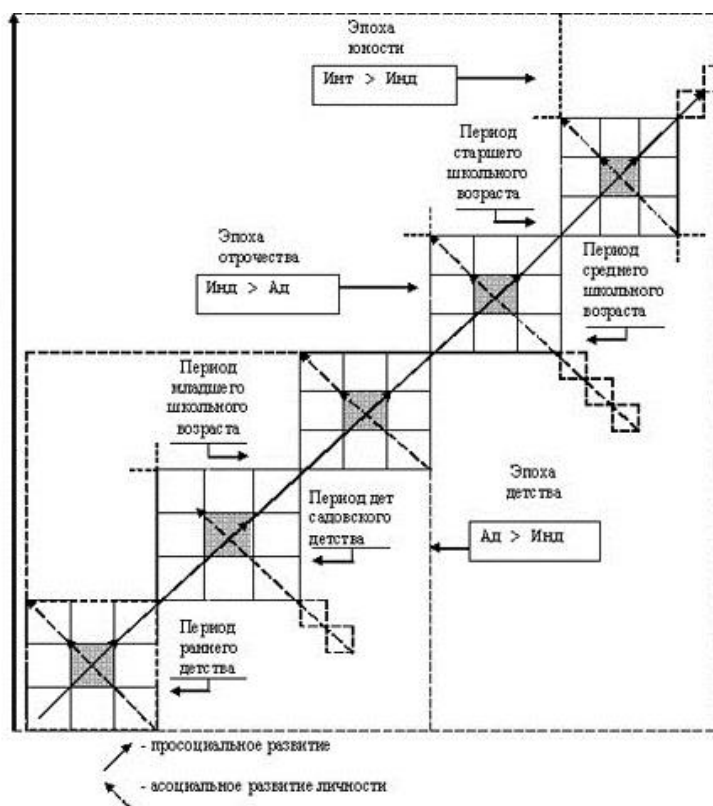 Эпоха
юности
Инт > Инд
Период
старшего
школьного
возраста
Эпоха
отрочества
Инд > Ад
Период
среднего
школьного
возраста
Период
младшего
школьного
возраста
Эпоха
детства
Ад > Инд
Период дет
садовского
детства
Период
раннего
детства
- просоциальное развитие
- асоциальное развитие личности